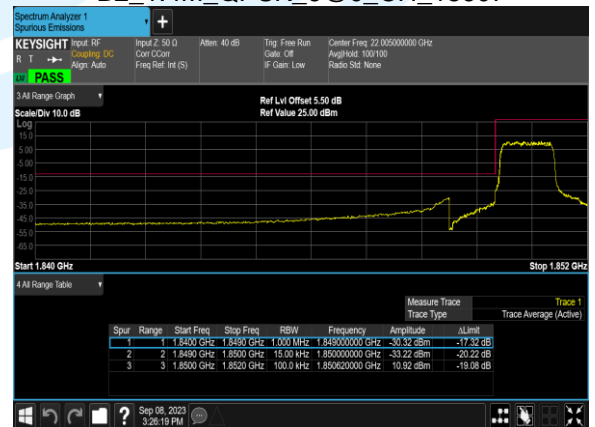 Spectrum Analyzer 1
Spurious Emissions
+
KEYSIGHT Input: RF Input Z: 50 Ω Atten: 40 dB Trig: Free Run Center Freq: 22.005000000 GHz
R T Coupling: DC Corr CCorr Gate: Off Avg|Hold: 100/100
Align: Auto Freq Ref: Int (S) IF Gain: Low Radio Std: None
LXI PASS
3 All Range Graph
Ref Lvl Offset 5.50 dB
Scale/Div 10.0 dB Ref Value 25.00 dBm
Log
15.0
5.00
-5.00
-15.0
-25.0
-35.0
-45.0
-55.0
-65.0
Start 1.840 GHz Stop 1.852 GHz
4 All Range Table
Measure Trace Trace 1
Trace Type Trace Average (Active)
Spur Range Start Freq Stop Freq RBW Frequency Amplitude ΔLimit
1 1 1.8400 GHz 1.8490 GHz 1.000 MHz 1.849000000 GHz -30.32 dBm -17.32 dB
2 2 1.8490 GHz 1.8500 GHz 15.00 kHz 1.850000000 GHz -33.22 dBm -20.22 dB
3 3 1.8500 GHz 1.8520 GHz 100.0 kHz 1.850620000 GHz 10.92 dBm -19.08 dB
? Sep 08, 2023
3:26:19 PM